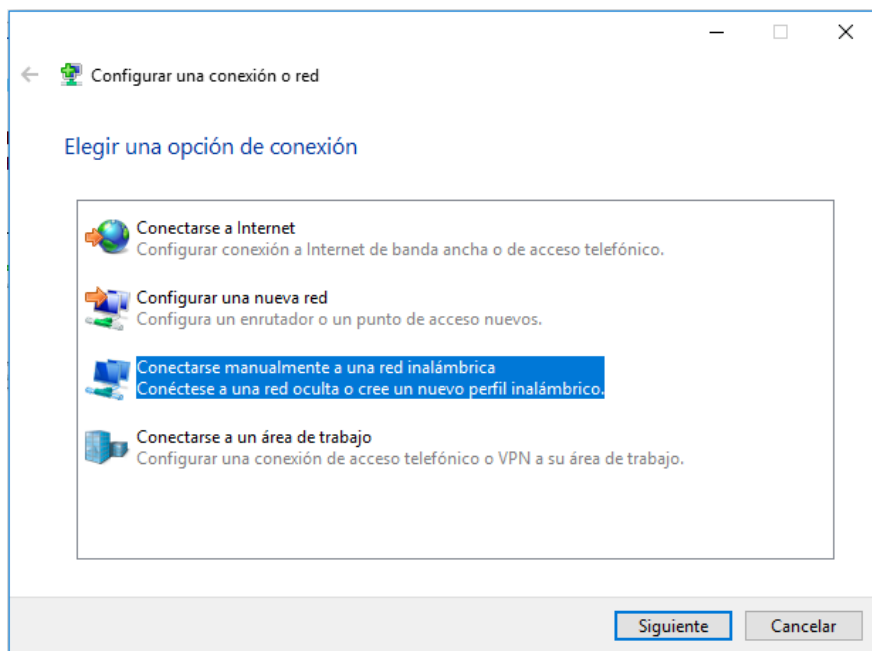 Configurar una conexión o red
Elegir una opción de conexión
Conectarse a Internet
Configurar conexión a Internet de banda ancha o de acceso telefónico.
Configurar una nueva red
Configura un enrutador o un punto de acceso nuevos.
Conectarse manualmente a una red inalámbrica
Conéctese a una red oculta o cree un nuevo perfil inalámbrico.
Conectarse a un área de trabajo
Configurar una conexión de acceso telefónico o VPN a su área de trabajo.
Siguiente
Cancelar